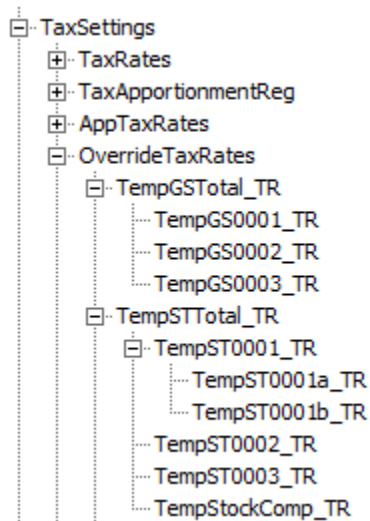 TaxSettings
TaxRates
TaxApportionmentReg
AppTaxRates
OverrideTaxRates
TempGSTotal_TR
TempGS0001_TR
TempGS0002_TR
TempGS0003_TR
TempSTTotal_TR
TempST0001_TR
TempST0001a_TR
TempST0001b_TR
TempST0002_TR
TempST0003_TR
TempStockComp_TR